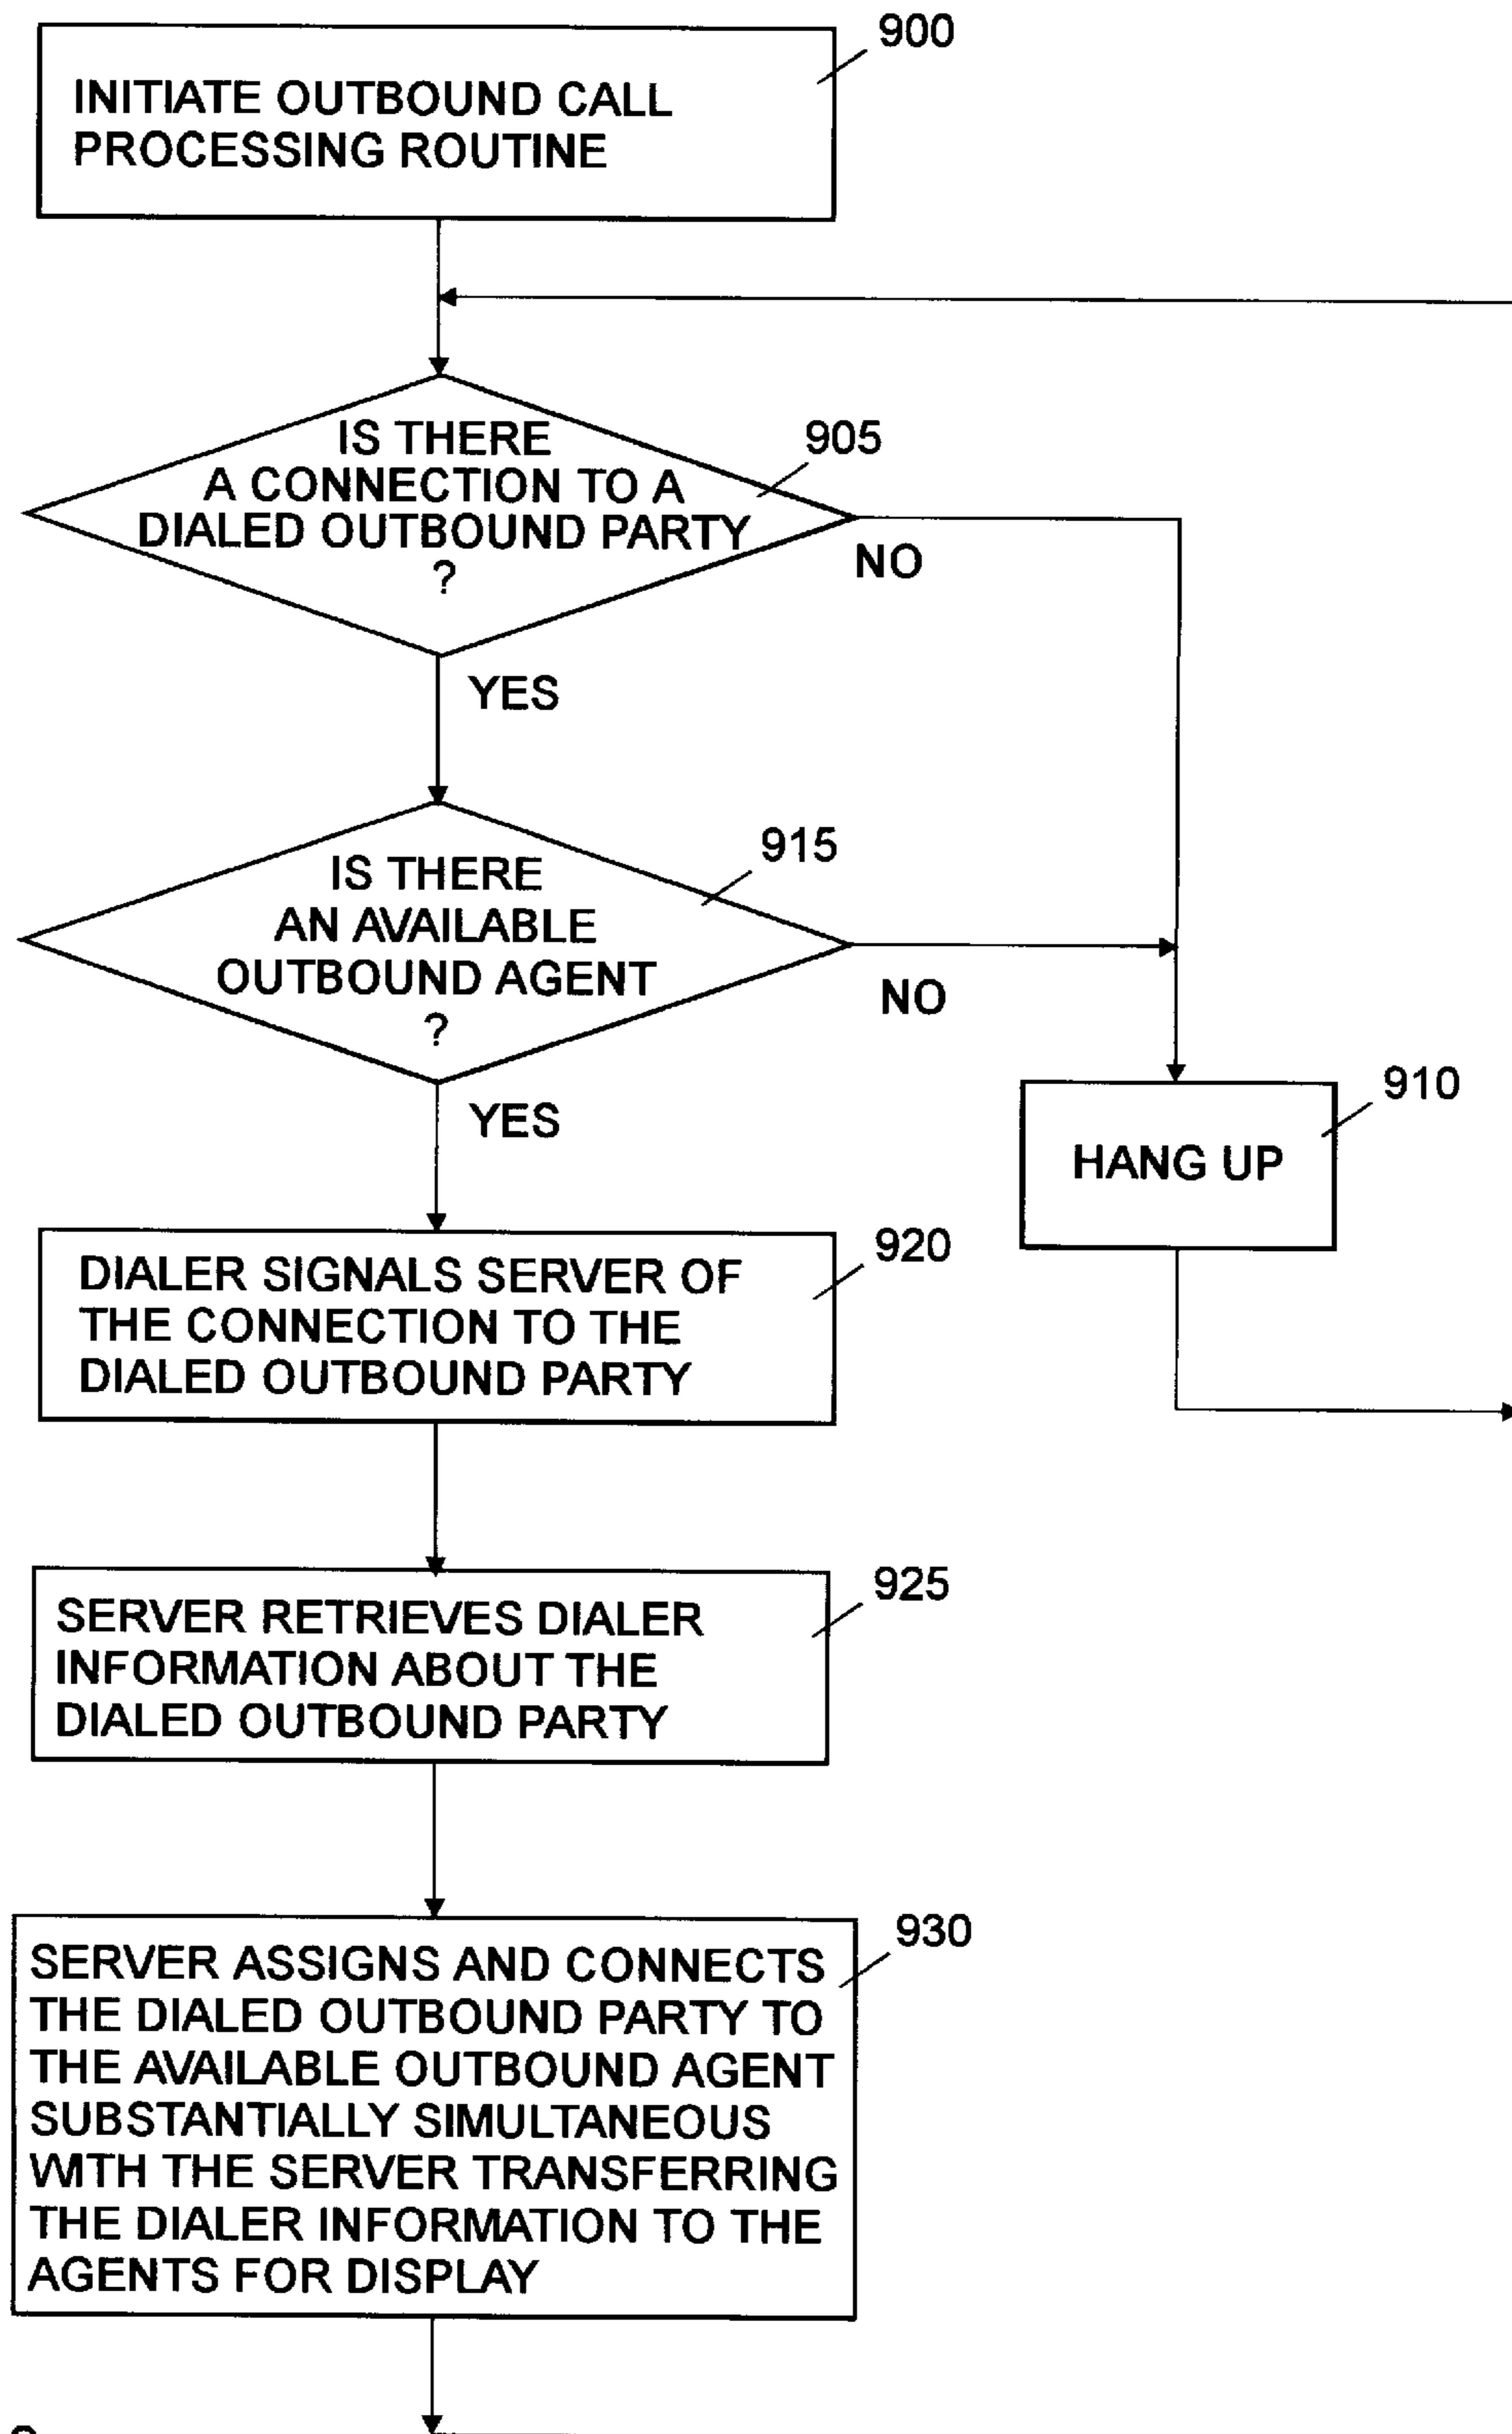 900
INITIATE OUTBOUND CALL
PROCESSING ROUTINE
IS THERE
A CONNECTION TO A
DIALED OUTBOUND PARTY
?
905
NO
YES
IS THERE
AN AVAILABLE
OUTBOUND AGENT
?
915
NO
YES
910
HANG UP
920
DIALER SIGNALS SERVER OF
THE CONNECTION TO THE
DIALED OUTBOUND PARTY
925
SERVER RETRIEVES DIALER
INFORMATION ABOUT THE
DIALED OUTBOUND PARTY
930
SERVER ASSIGNS AND CONNECTS
THE DIALED OUTBOUND PARTY TO
THE AVAILABLE OUTBOUND AGENT
SUBSTANTIALLY SIMULTANEOUS
WITH THE SERVER TRANSFERRING
THE DIALER INFORMATION TO THE
AGENTS FOR DISPLAY